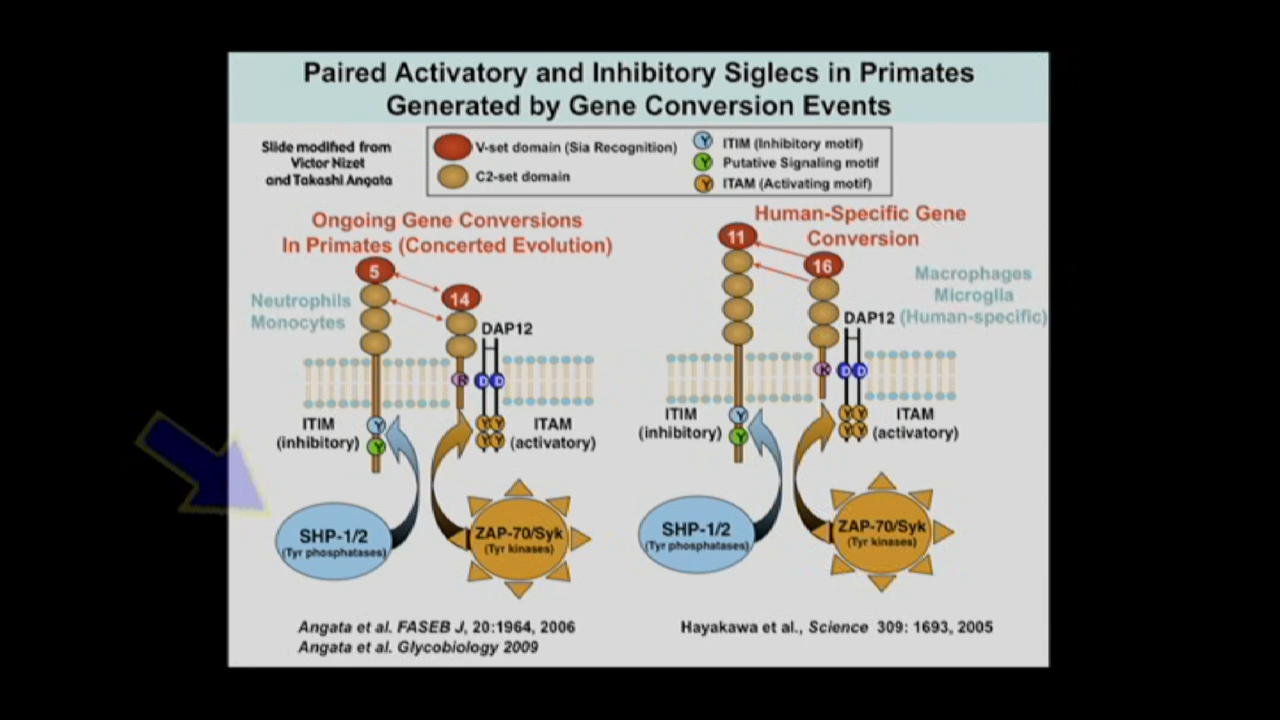 Paired Activatory and Inhibitory Siglecs in Primates
Generated by Gene Conversion Events
Slide modified from
Victor Nizet
and Takashi Angata
V-set domain (Sia Recognition)
C2-set domain
Y ITIM (Inhibitory motif)
Y Putative Signaling motif
Y ITAM (Activating motif)
Ongoing Gene Conversions
In Primates (Concerted Evolution)
5
14
Neutrophils
Monocytes
DAP12
R
D D
ITIM
(inhibitory)
Y
Y
Y Y
Y Y
ITAM
(activatory)
SHP-1/2
(Tyr phosphatases)
ZAP-70/Syk
(Tyr kinases)
Angata et al. FASEB J, 20:1964, 2006
Angata et al. Glycobiology 2009
Human-Specific Gene
Conversion
11
16
Macrophages
Microglia
(Human-specific)
DAP12
D D
ITIM
(inhibitory)
Y
Y
Y Y
Y Y
ITAM
(activatory)
SHP-1/2
(Tyr phosphatases)
ZAP-70/Syk
(Tyr kinases)
Hayakawa et al., Science 309: 1693, 2005